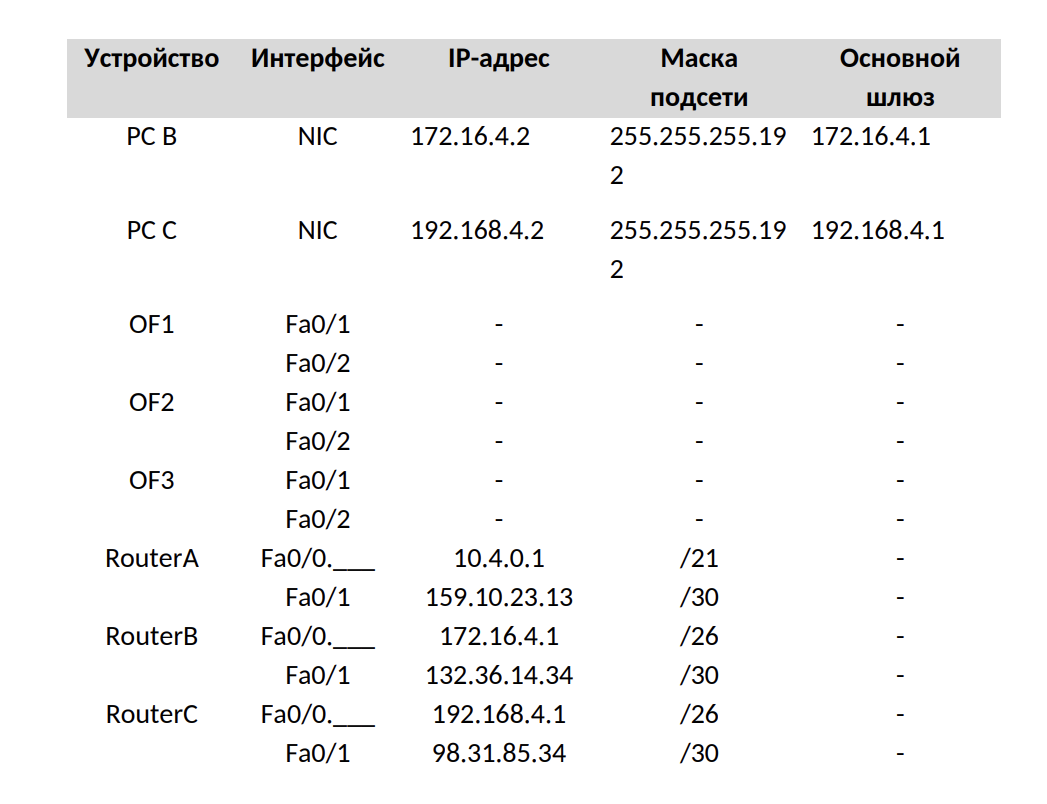 Устройство Интерфейс IP-адрес Маска подсети Основной шлюз
PC B NIC 172.16.4.2 255.255.255.192 172.16.4.1
PC C NIC 192.168.4.2 255.255.255.192 192.168.4.1
OF1 Fa0/1 - - -
Fa0/2 - - -
OF2 Fa0/1 - - -
Fa0/2 - - -
OF3 Fa0/1 - - -
Fa0/2 - - -
RouterA Fa0/0.___ 10.4.0.1 /21 -
Fa0/1 159.10.23.13 /30 -
RouterB Fa0/0.___ 172.16.4.1 /26 -
Fa0/1 132.36.14.34 /30 -
RouterC Fa0/0.___ 192.168.4.1 /26 -
Fa0/1 98.31.85.34 /30 -